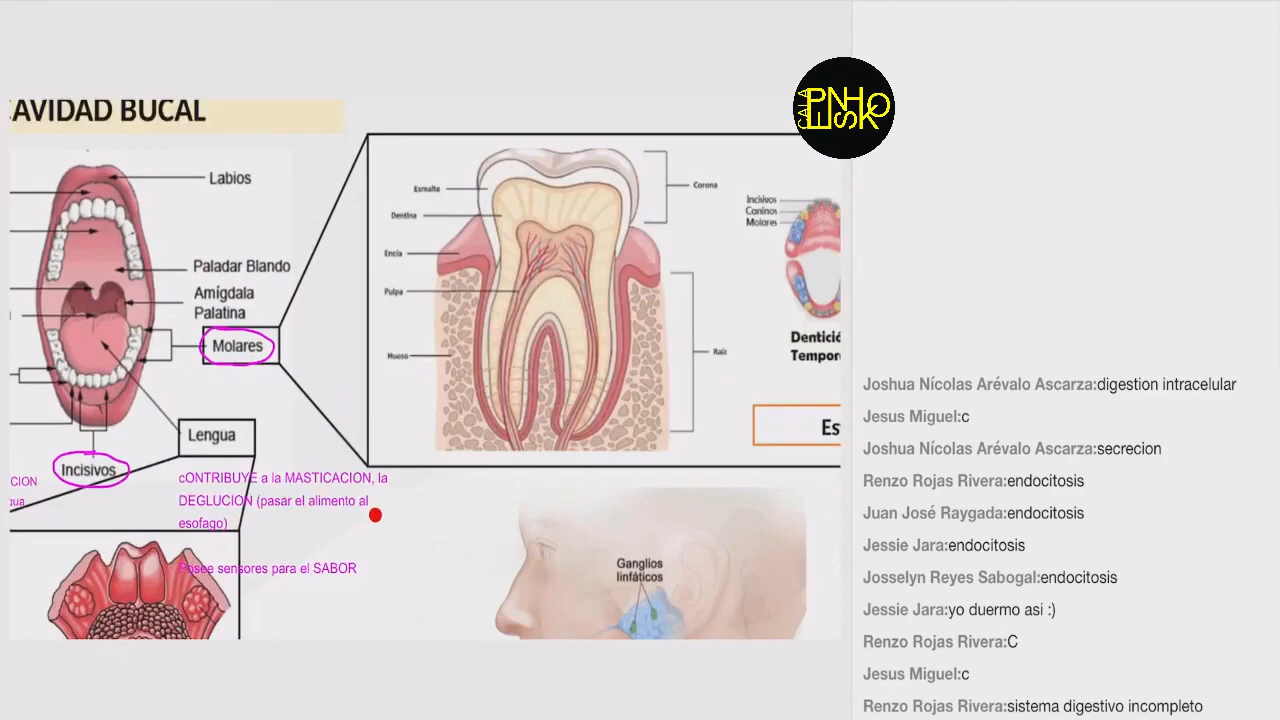 AVIDAD BUCAL
Labios
Paladar Blando
Amígdala
Palatina
Molares
Lengua
Incisivos
CION
gua
cONTRIBUYE a la MASTICACION, la
DEGLUCION (pasar el alimento al
esofago)
Posee sensores para el SABOR
Esmalte
Dentina
Encía
Pulpa
Hueso
Corona
Raíz
Incisivos
Caninos
Molares
Dentició
Tempor
Es
Ganglios
linfáticos
Joshua Nícolas Arévalo Ascarza:digestion intracelular
Jesus Miguel:c
Joshua Nícolas Arévalo Ascarza:secrecion
Renzo Rojas Rivera:endocitosis
Juan José Raygada:endocitosis
Jessie Jara:endocitosis
Josselyn Reyes Sabogal:endocitosis
Jessie Jara:yo duermo asi :)
Renzo Rojas Rivera:C
Jesus Miguel:c
Renzo Rojas Rivera:sistema digestivo incompleto